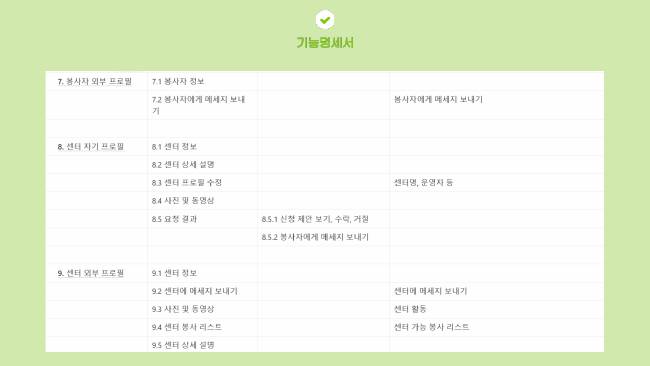 기능명세서
7. 봉사자 외부 프로필 7.1 봉사자 정보
7.2 봉사자에게 메세지 보내 봉사자에게 메세지 보내기
기
8. 센터 자기 프로필 8.1 센터 정보
8.2 센터 상세 설명
8.3 센터 프로필 수정 센터명, 운영자 등
8.4 사진 및 동영상
8.5 요청 결과 8.5.1 신청 제안 보기, 수락, 거절
8.5.2 봉사자에게 메세지 보내기
9. 센터 외부 프로필 9.1 센터 정보
9.2 센터에 메세지 보내기 센터에 메세지 보내기
9.3 사진 및 동영상 센터 활동
9.4 센터 봉사 리스트 센터 가능 봉사 리스트
9.5 센터 상세 설명